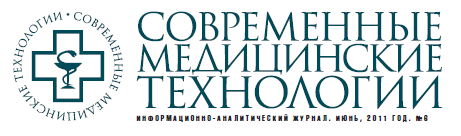 СОВРЕМЕННЫЕ МЕДИЦИНСКИЕ ТЕХНОЛОГИИ •
СОВРЕМЕННЫЕ
МЕДИЦИНСКИЕ
ТЕХНОЛОГИИ
ИНФОРМАЦИОННО-АНАЛИТИЧЕСКИЙ ЖУРНАЛ. ИЮНЬ, 2011 ГОД. №6